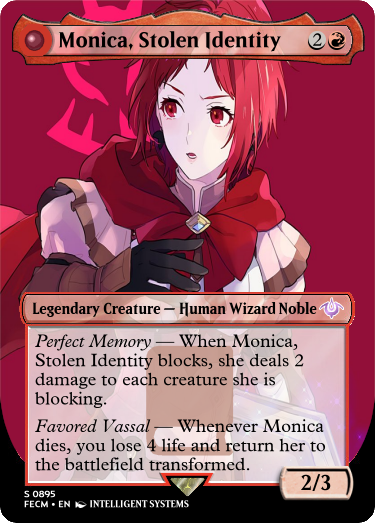 Monica, Stolen Identity 2
Legendary Creature — Human Wizard Noble
Perfect Memory — When Monica,
Stolen Identity blocks, she deals 2
damage to each creature she is
blocking.
Favored Vassal — Whenever Monica
dies, you lose 4 life and return her to
the battlefield transformed.
2/3
S 0895
FECM • EN INTELLIGENT SYSTEMS